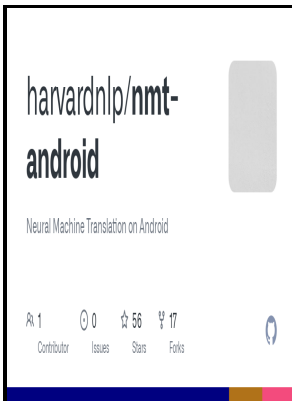 harvardnlp/nmt-
android
Neural Machine Translation on Android
1 0 56 17
Contributor Issues Stars Forks